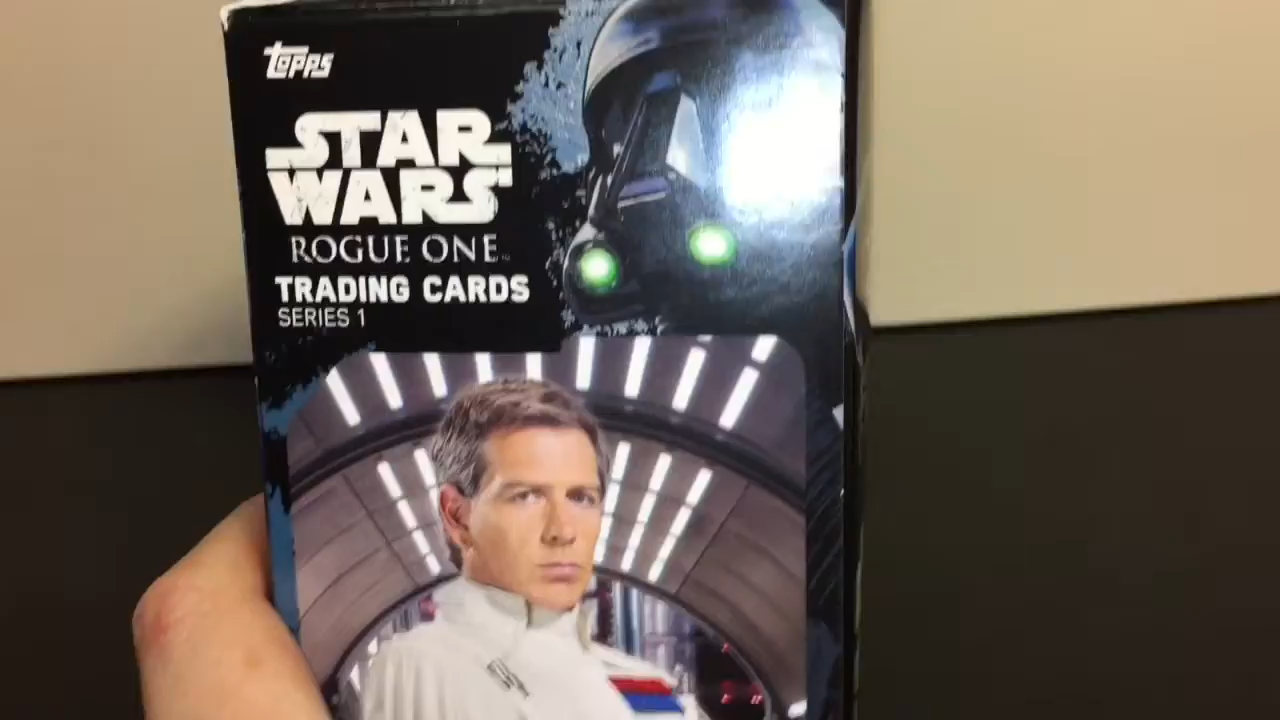 Topps
STAR
WARS
ROGUE ONE
TRADING CARDS
SERIES 1